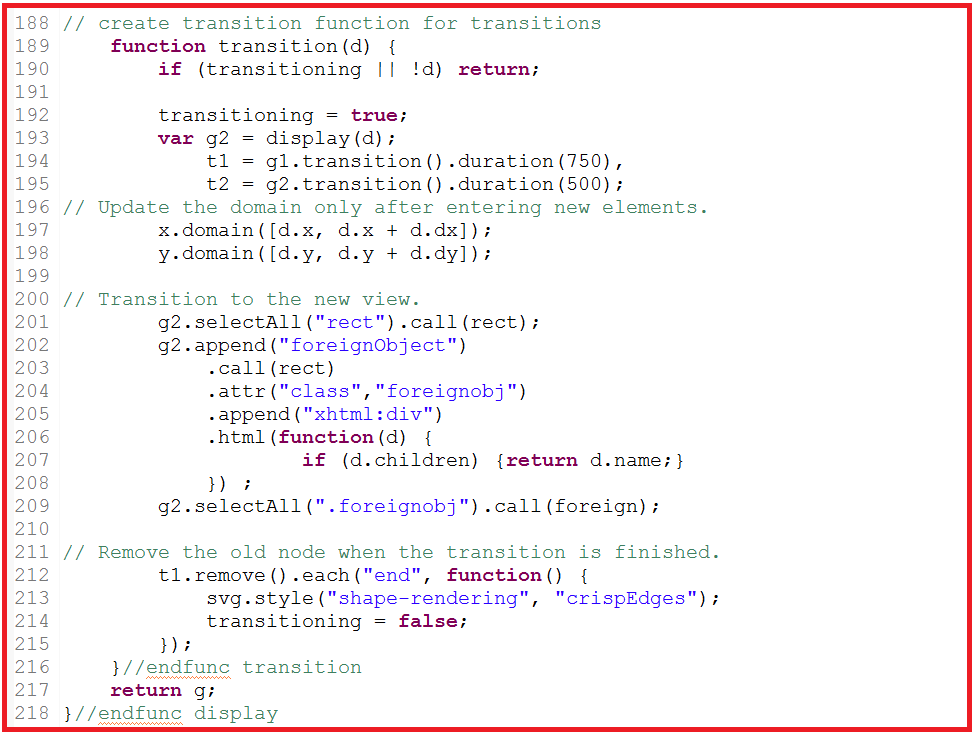 188 // create transition function for transitions
189     function transition(d) {
190         if (transitioning || !d) return;
191
192         transitioning = true;
193         var g2 = display(d);
194             t1 = g1.transition().duration(750),
195             t2 = g2.transition().duration(500);
196 // Update the domain only after entering new elements.
197         x.domain([d.x, d.x + d.dx]);
198         y.domain([d.y, d.y + d.dy]);
199
200 // Transition to the new view.
201         g2.selectAll("rect").call(rect);
202         g2.append("foreignObject")
203             .call(rect)
204             .attr("class","foreignobj")
205             .append("xhtml:div")
206             .html(function(d) {
207                     if (d.children) {return d.name;}
208             }) ;
209         g2.selectAll(".foreignobj").call(foreign);
210
211 // Remove the old node when the transition is finished.
212         t1.remove().each("end", function() {
213             svg.style("shape-rendering", "crispEdges");
214             transitioning = false;
215         });
216     }//endfunc transition
217     return g;
218 }//endfunc display